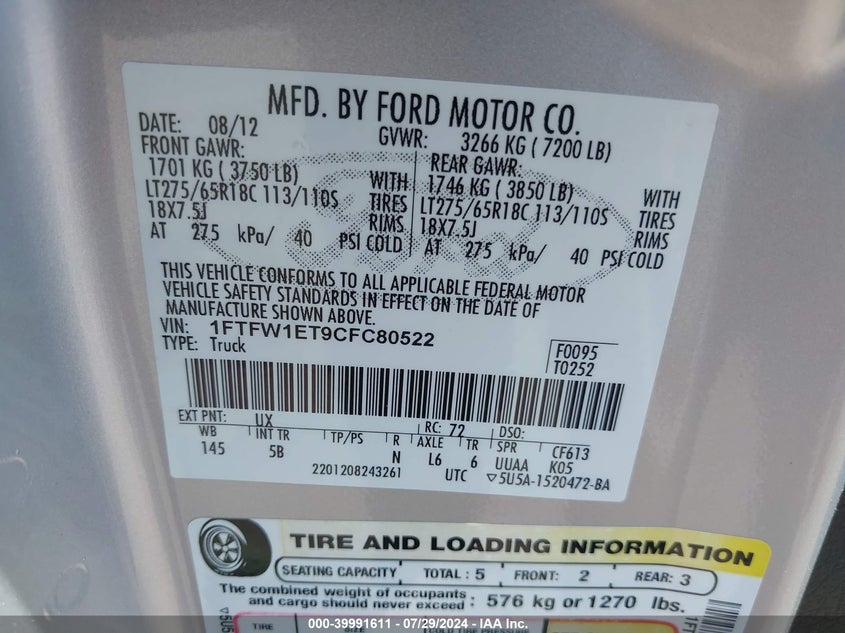 MFD. BY FORD MOTOR CO.
DATE: 08/12 GVWR: 3266 KG ( 7200 LB)
FRONT GAWR: REAR GAWR:
1701 KG ( 3750 LB) WITH 1746 KG ( 3850 LB) WITH
LT275/65R18C 113/110S TIRES LT275/65R18C 113/110S TIRES
18X7.5J RIMS 18X7.5J RIMS
AT 275 kPa/ 40 PSI COLD AT 275 kPa/ 40 PSI COLD
THIS VEHICLE CONFORMS TO ALL APPLICABLE FEDERAL MOTOR
VEHICLE SAFETY STANDARDS IN EFFECT ON THE DATE OF
MANUFACTURE SHOWN ABOVE.
VIN: 1FTFW1ET9CFC80522
TYPE: Truck
F0095
T0252
EXT PNT: UX RC: 72 DSO:
WB INT TR TP/PS R AXLE TR SPR CF613
145 5B N L6 6 UUAA K05
2201208243261 UTC ▽5U5A-1520472-BA
TIRE AND LOADING INFORMATION
SEATING CAPACITY TOTAL : 5 FRONT: 2 REAR: 3
The combined weight of occupants
and cargo should never exceed : 576 kg or 1270 lbs.
TIRE SIZE COLD TIRE PRESSURE
000-39991611 - 07/29/2024 - IAAI Inc.